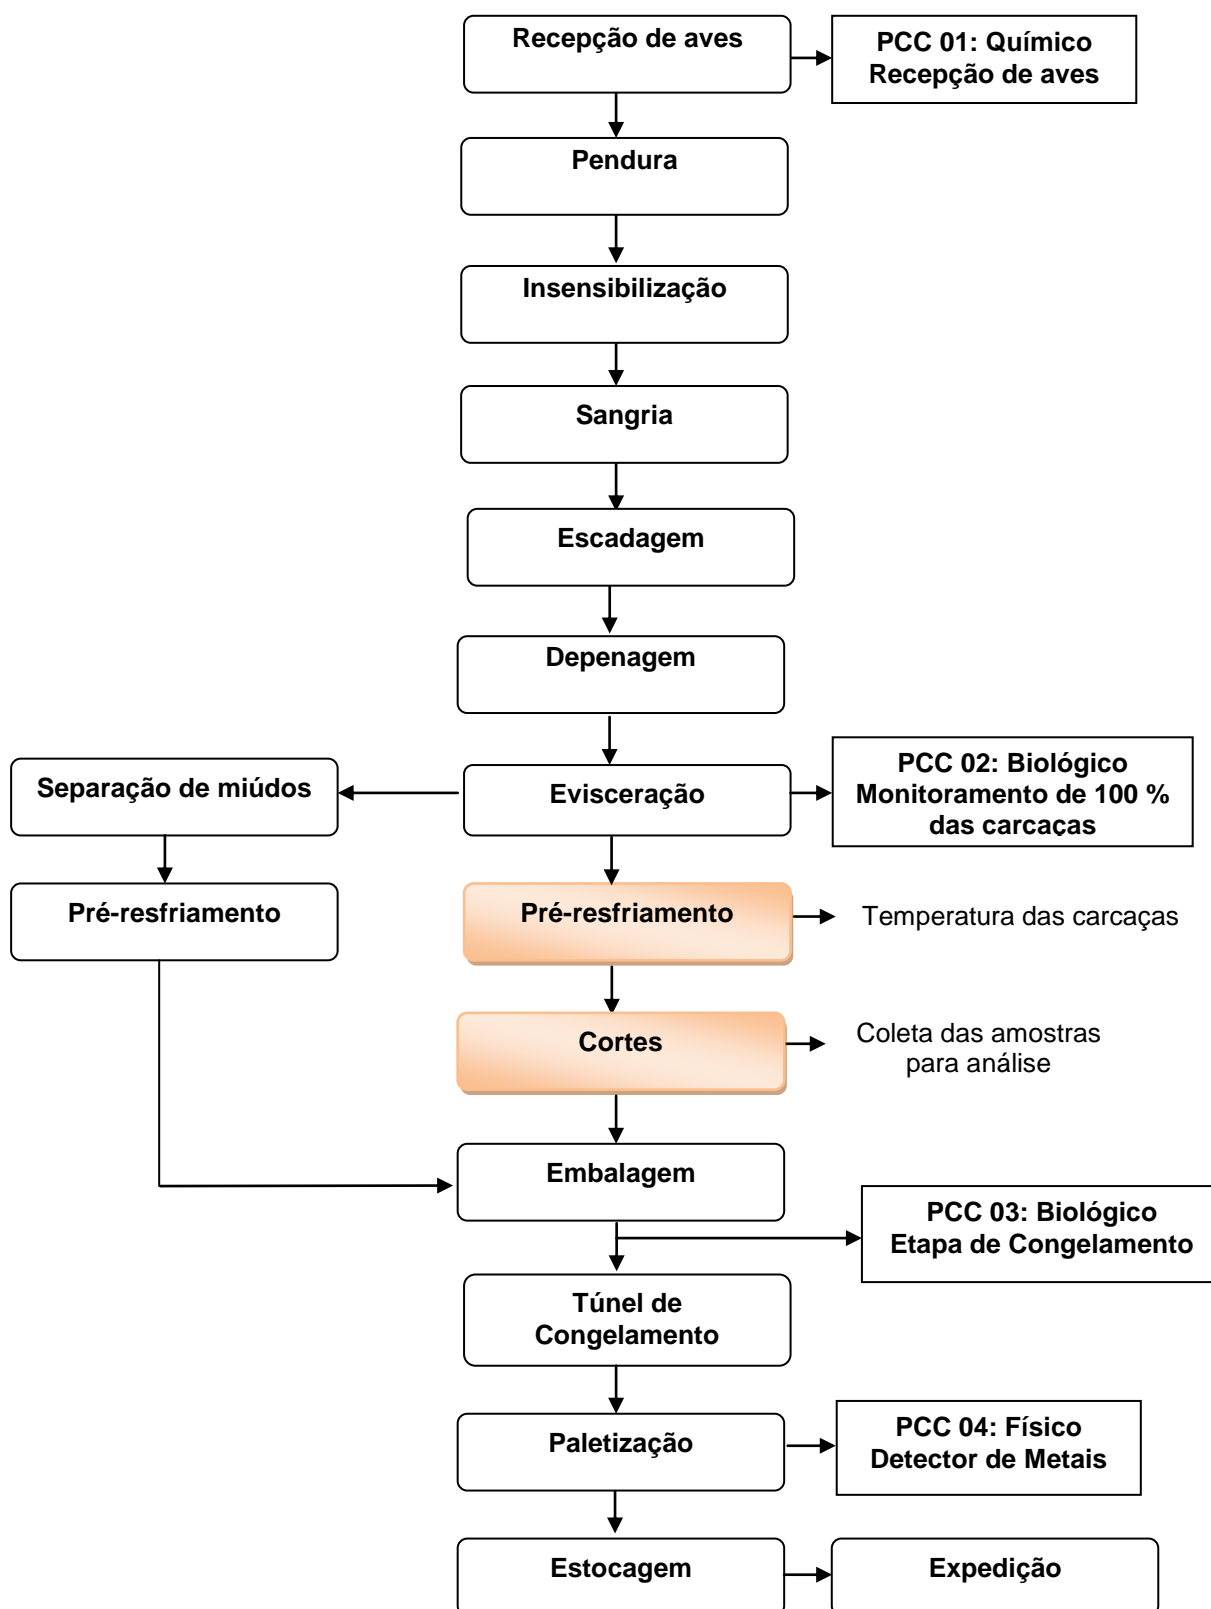 Recepção de aves
PCC 01: Químico
Recepção de aves
Pendura
Insensibilização
Sangria
Escadagem
Depenagem
Separação de miúdos
Evisceração
PCC 02: Biológico
Monitoramento de 100 %
das carcaças
Pré-resfriamento
Pré-resfriamento
Temperatura das carcaças
Cortes
Coleta das amostras
para análise
Embalagem
PCC 03: Biológico
Etapa de Congelamento
Túnel de
Congelamento
Paletização
PCC 04: Físico
Detector de Metais
Estocagem
Expedição